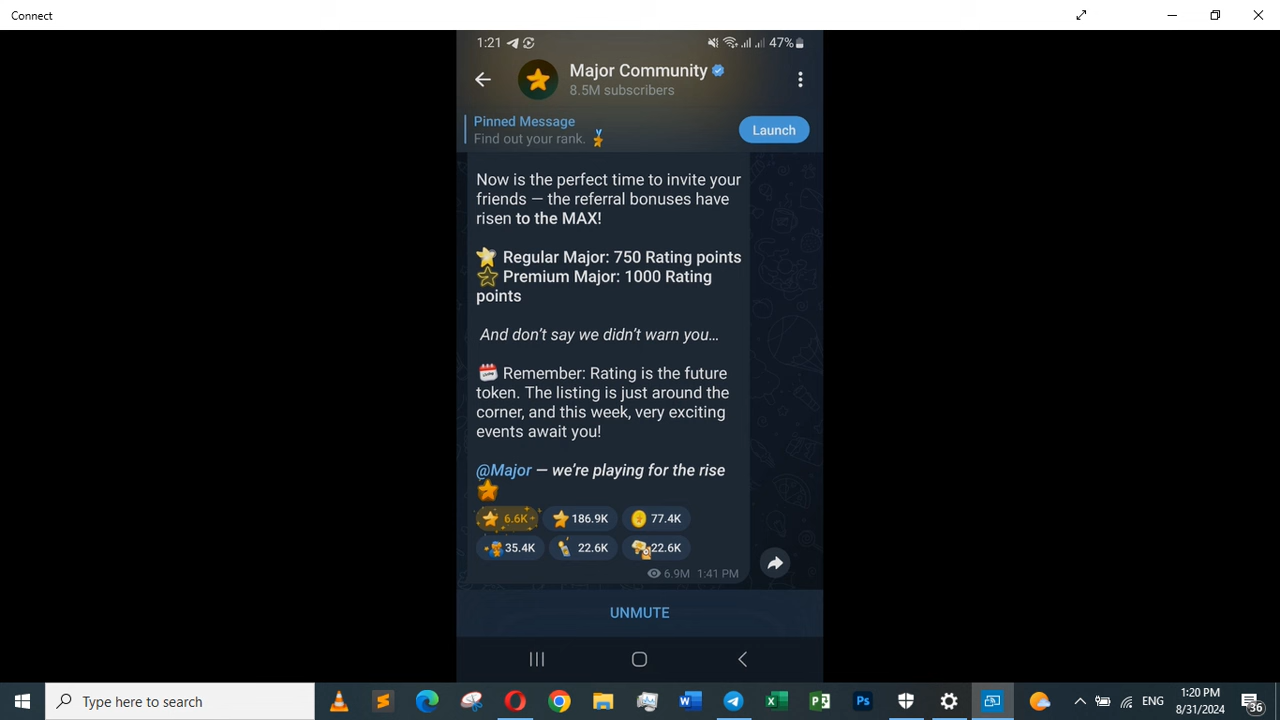 Connect
1:21
47%
Major Community
8.5M subscribers
Pinned Message
Find out your rank.
Launch
Now is the perfect time to invite your
friends — the referral bonuses have
risen to the MAX!
Regular Major: 750 Rating points
Premium Major: 1000 Rating
points
And don't say we didn't warn you…
Remember: Rating is the future
token. The listing is just around the
corner, and this week, very exciting
events await you!
@Major — we're playing for the rise
6.6K 186.9K 77.4K
35.4K 22.6K 22.6K
6.9M 1:41 PM
UNMUTE
Type here to search
ENG
1:20 PM
8/31/2024
36